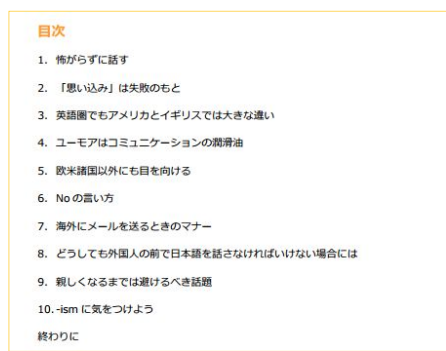 目次
1. 怖がらずに話す
2. 「思い込み」は失敗のもと
3. 英語圏でもアメリカとイギリスでは大きな違い
4. ユーモアはコミュニケーションの潤滑油
5. 欧米諸国以外にも目を向ける
6. No の言い方
7. 海外にメールを送るときのマナー
8. どうしても外国人の前で日本語を話さなければいけない場合には
9. 親しくなるまでは避けるべき話題
10. -ism に気をつけよう
終わりに